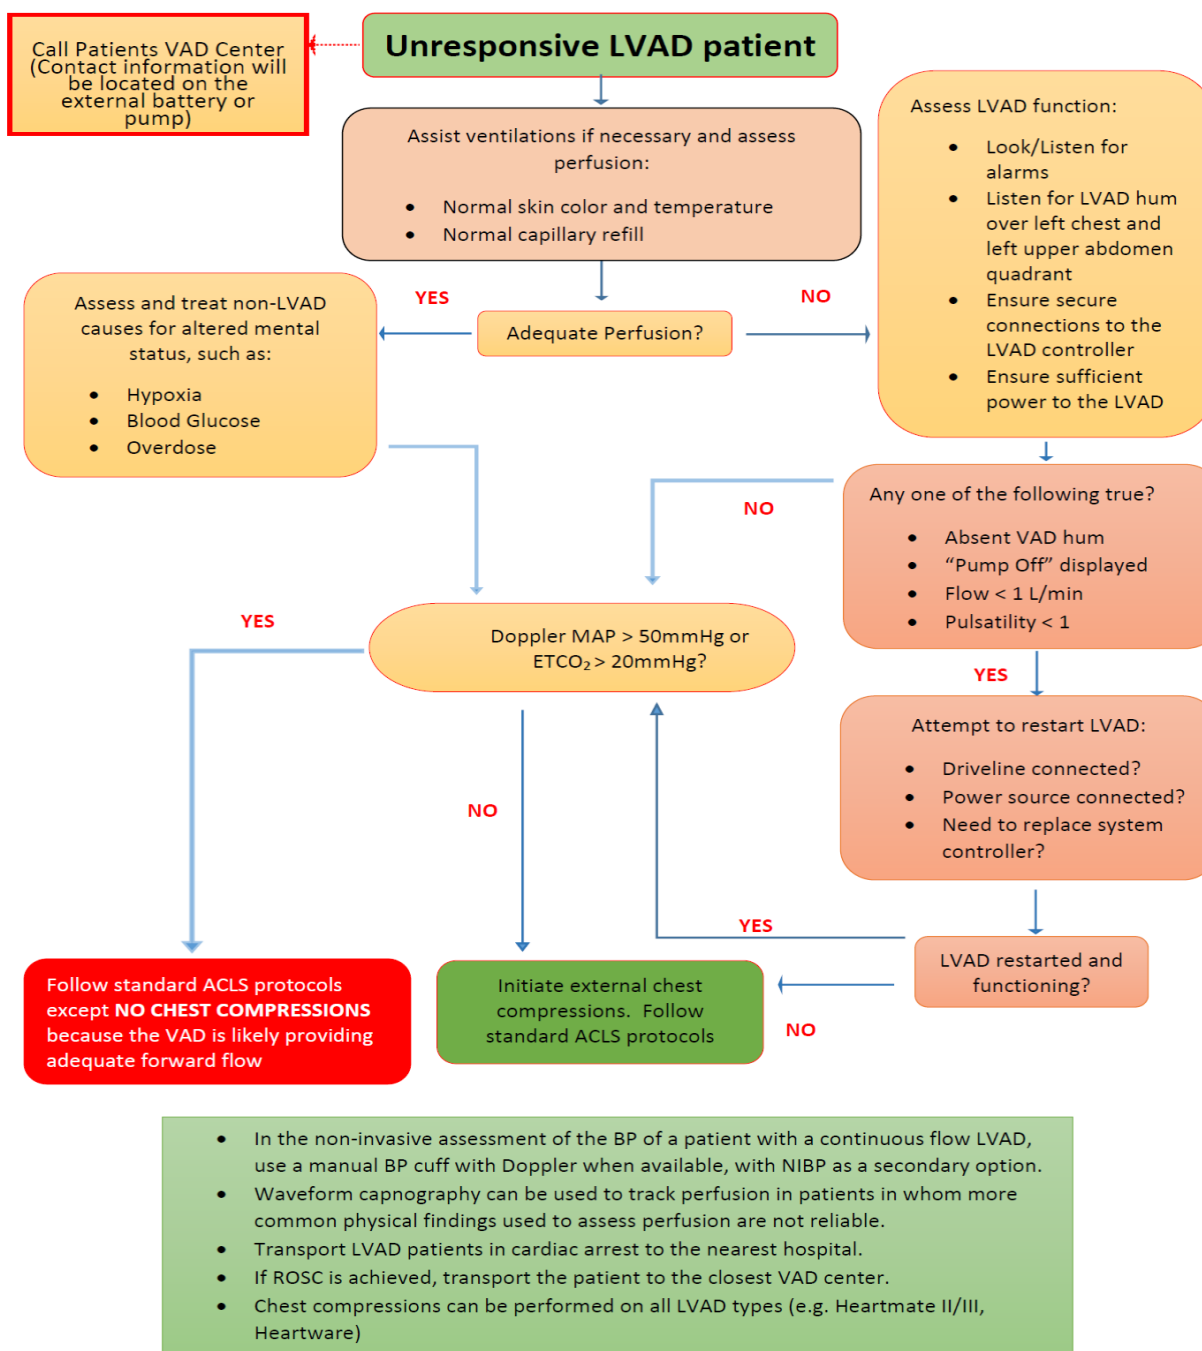 Call Patients VAD Center
(Contact information will
be located on the
external battery or
pump)
Unresponsive LVAD patient
Assist ventilations if necessary and assess
perfusion:
• Normal skin color and temperature
• Normal capillary refill
Assess LVAD function:
• Look/Listen for
alarms
• Listen for LVAD hum
over left chest and
left upper abdomen
quadrant
• Ensure secure
connections to the
LVAD controller
• Ensure sufficient
power to the LVAD
YES
NO
Adequate Perfusion?
Assess and treat non-LVAD
causes for altered mental
status, such as:
• Hypoxia
• Blood Glucose
• Overdose
NO
Any one of the following true?
• Absent VAD hum
• “Pump Off” displayed
• Flow < 1 L/min
• Pulsatility < 1
YES
Doppler MAP > 50mmHg or
ETCO₂ > 20mmHg?
YES
Attempt to restart LVAD:
• Driveline connected?
• Power source connected?
• Need to replace system
controller?
NO
YES
LVAD restarted and
functioning?
NO
Follow standard ACLS protocols
except NO CHEST COMPRESSIONS
because the VAD is likely providing
adequate forward flow
Initiate external chest
compressions. Follow
standard ACLS protocols
• In the non-invasive assessment of the BP of a patient with a continuous flow LVAD,
use a manual BP cuff with Doppler when available, with NIBP as a secondary option.
• Waveform capnography can be used to track perfusion in patients in whom more
common physical findings used to assess perfusion are not reliable.
• Transport LVAD patients in cardiac arrest to the nearest hospital.
• If ROSC is achieved, transport the patient to the closest VAD center.
• Chest compressions can be performed on all LVAD types (e.g. Heartmate II/III,
Heartware)